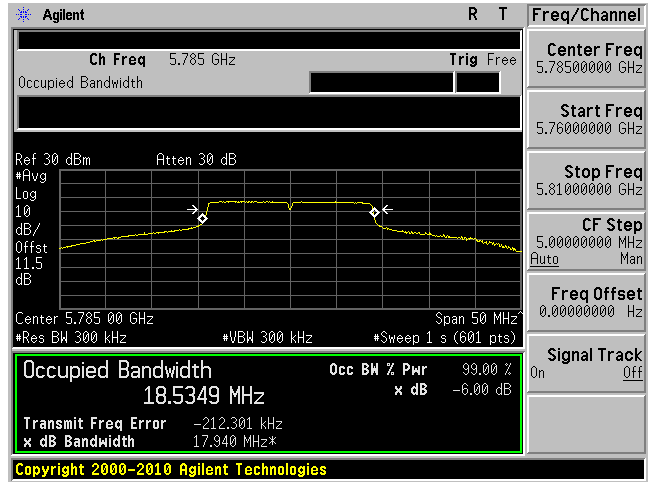 Agilent R T
Freq/Channel
Ch Freq 5.785 GHz Trig Free
Occupied Bandwidth
Center Freq
5.78500000 GHz
Start Freq
5.76000000 GHz
Stop Freq
5.81000000 GHz
CF Step
5.00000000 MHz
Auto Man
Freq Offset
0.00000000 Hz
Signal Track
On Off
Ref 30 dBm Atten 30 dB
#Avg
Log
10
dB/
Offst
11.5
dB
Center 5.785 00 GHz Span 50 MHz^
#Res BW 300 kHz #VBW 300 kHz #Sweep 1 s (601 pts)
Occupied Bandwidth Occ BW % Pwr 99.00 %
18.5349 MHz x dB -6.00 dB
Transmit Freq Error -212.301 kHz
x dB Bandwidth 17.940 MHz*
Copyright 2000-2010 Agilent Technologies